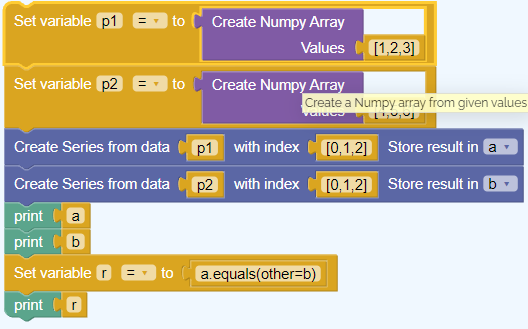 Set variable p1 = to Create Numpy Array
Values [1,2,3]
Set variable p2 = to Create Numpy Array
Create a Numpy array from given values
Create Series from data p1 with index [0,1,2] Store result in a
Create Series from data p2 with index [0,1,2] Store result in b
print a
print b
Set variable r = to a.equals(other=b)
print r